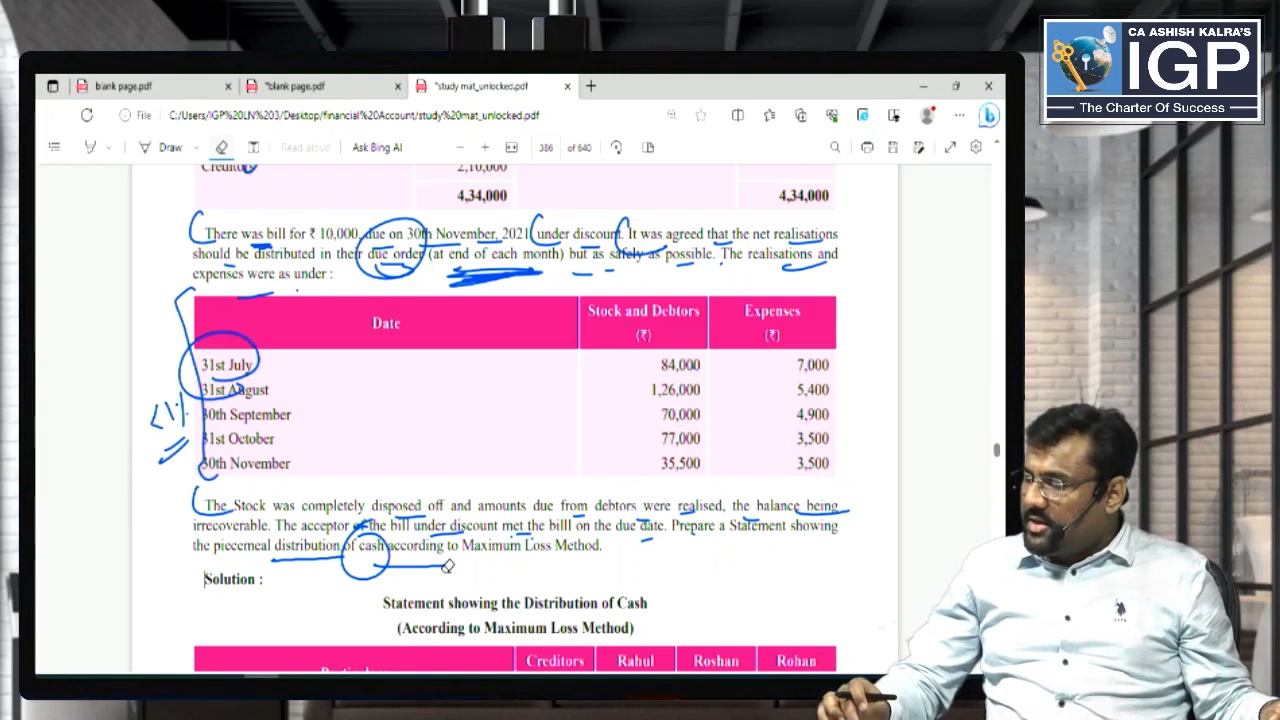 CA ASHISH KALRA'S
IGP
The Charter Of Success
blank page.pdf
*blank page.pdf
*study mat_unlocked.pdf
File
C:/Users/IGP%20LN%203/Desktop/financial%20Account/study%20mat_unlocked.pdf
Draw
Read aloud
Ask Bing AI
386 of 640
Creditors 2,10,000
4,34,000 4,34,000
There was bill for ₹ 10,000, due on 30th November, 2021 under discount. It was agreed that the net realisations
should be distributed in their due order (at end of each month) but as safely as possible. The realisations and
expenses were as under :
Date Stock and Debtors (₹) Expenses (₹)
31st July 84,000 7,000
31st August 1,26,000 5,400
30th September 70,000 4,900
31st October 77,000 3,500
30th November 35,500 3,500
The Stock was completely disposed off and amounts due from debtors were realised, the balance being
irrecoverable. The acceptor of the bill under discount met the billl on the due date. Prepare a Statement showing
the piecemeal distribution of cash according to Maximum Loss Method.
Solution :
Statement showing the Distribution of Cash
(According to Maximum Loss Method)
Creditors Rahul Roshan Rohan